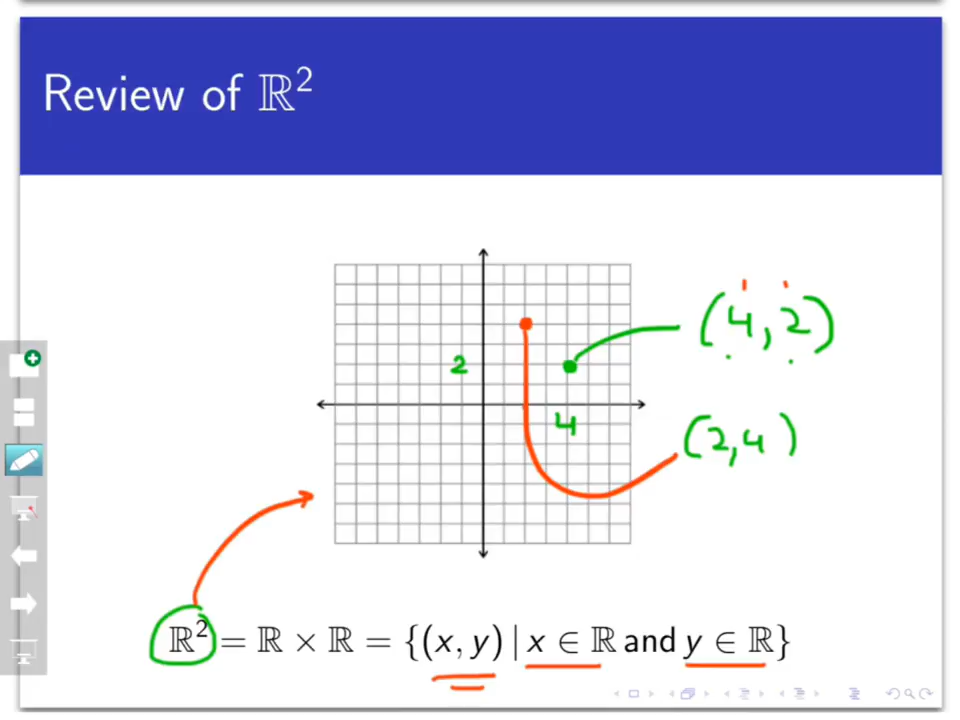 Review of ℝ²
(4, 2)
2
4
(2,4)
ℝ² = ℝ × ℝ = {(x, y) | x ∈ ℝ and y ∈ ℝ}